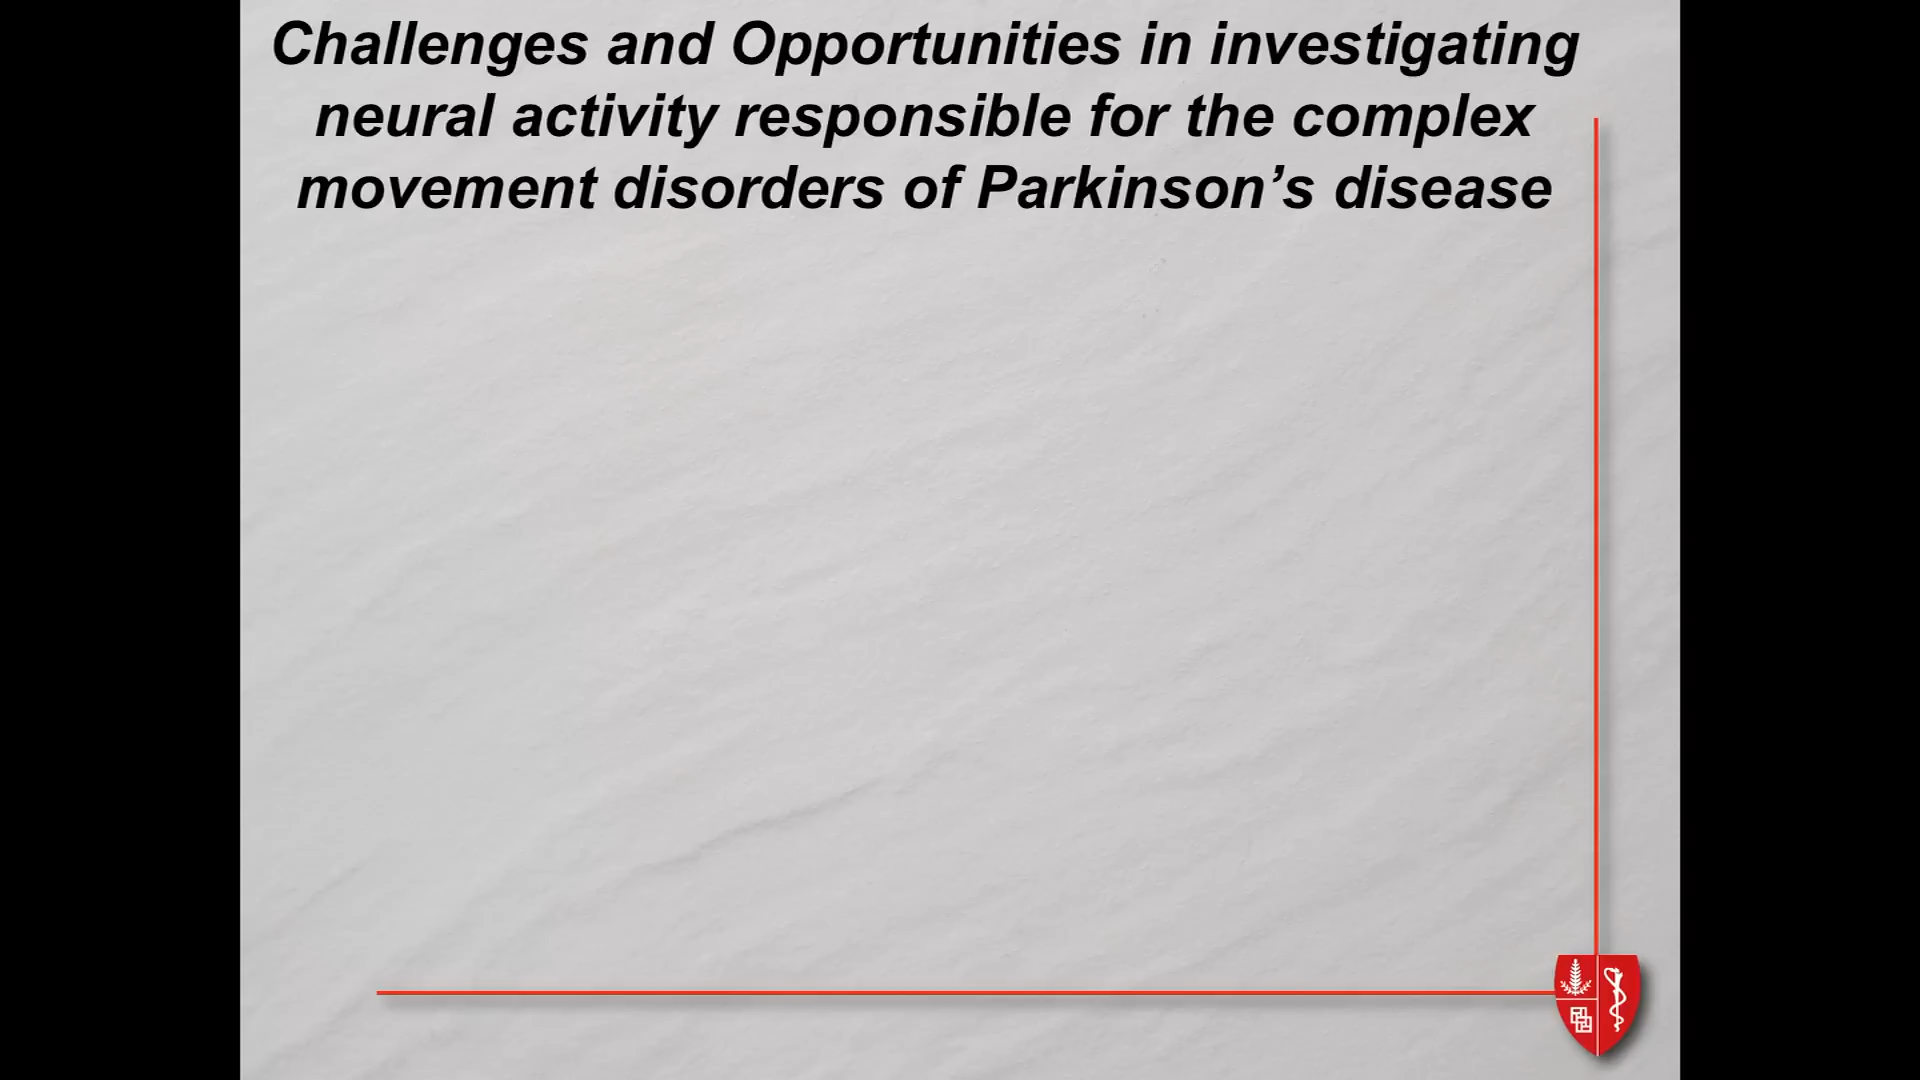 Challenges and Opportunities in investigating
neural activity responsible for the complex
movement disorders of Parkinson’s disease